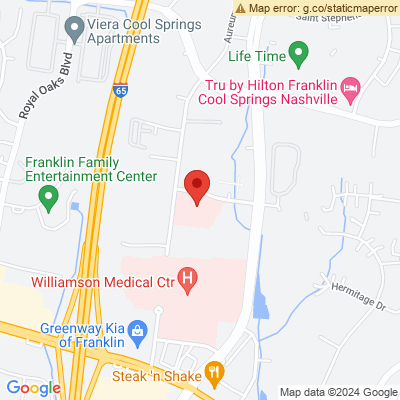 Map error: g.co/staticmaperror
Saint Stephens
Viera Cool Springs
Apartments
Aureum
Life Time
Royal Oaks Blvd
65
Tru by Hilton Franklin
Cool Springs Nashville
Franklin Family
Entertainment Center
Williamson Medical Ctr
H
Hermitage Dr
Greenway Kia
of Franklin
Steak 'n Shake
Google
Map data ©2024 Google